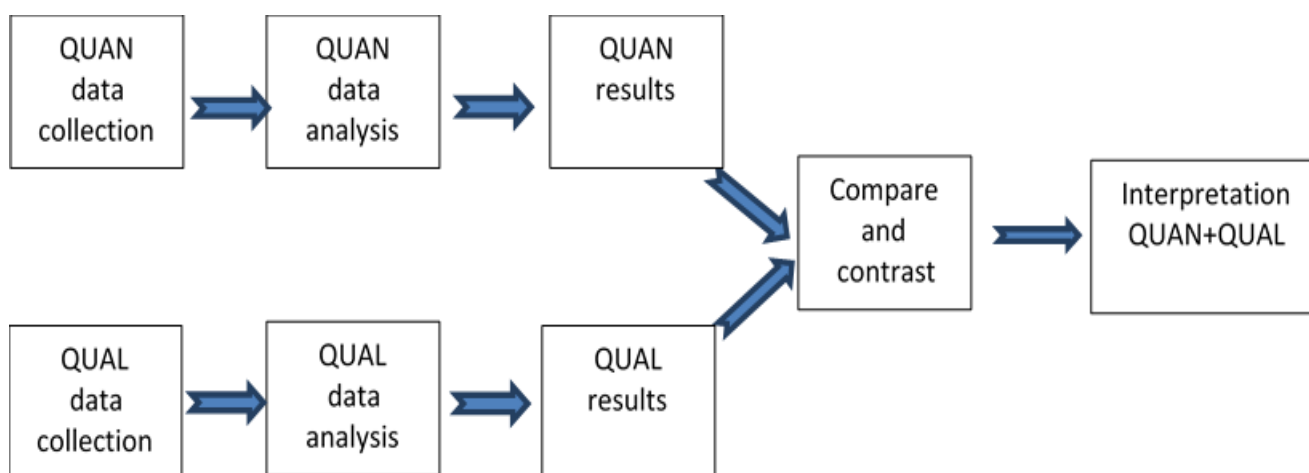 QUAN
data
collection
QUAN
data
analysis
QUAN
results
Compare
and
contrast
Interpretation
QUAN+QUAL
QUAL
data
collection
QUAL
data
analysis
QUAL
results